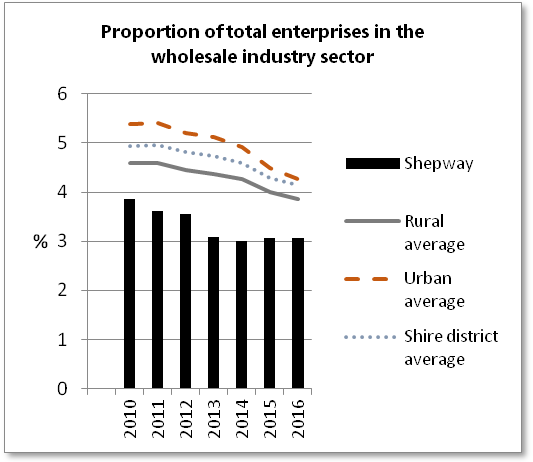 Proportion of total enterprises in the
wholesale industry sector
6
5
4
3
2
1
0
%
2010
2011
2012
2013
2014
2015
2016
Shepway
Rural
average
Urban
average
Shire district
average